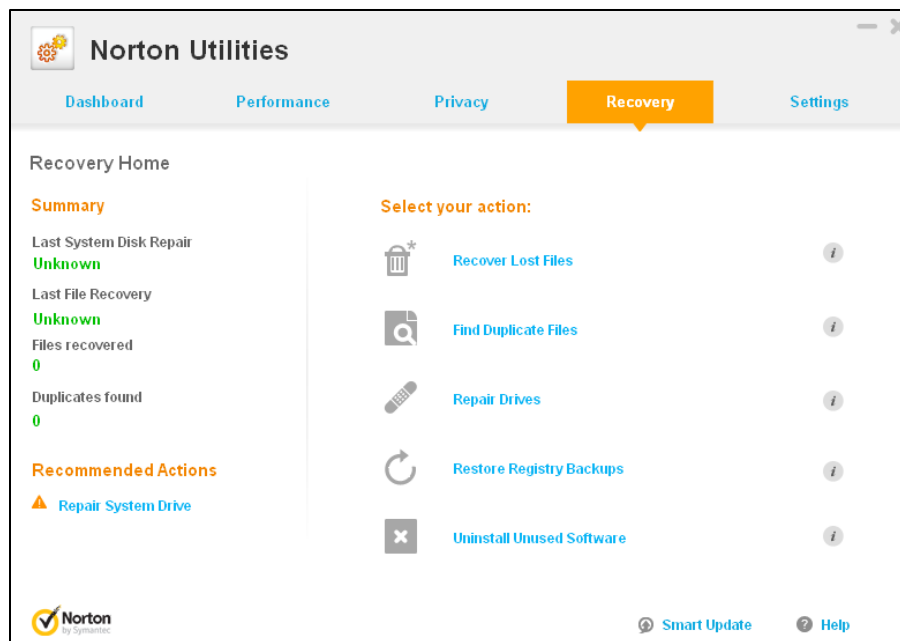 Norton Utilities
Dashboard Performance Privacy Recovery Settings
Recovery Home
Summary
Last System Disk Repair
Unknown
Last File Recovery
Unknown
Files recovered
0
Duplicates found
0
Recommended Actions
Repair System Drive
Select your action:
Recover Lost Files
Find Duplicate Files
Repair Drives
Restore Registry Backups
Uninstall Unused Software
Norton
by Symantec
Smart Update
Help